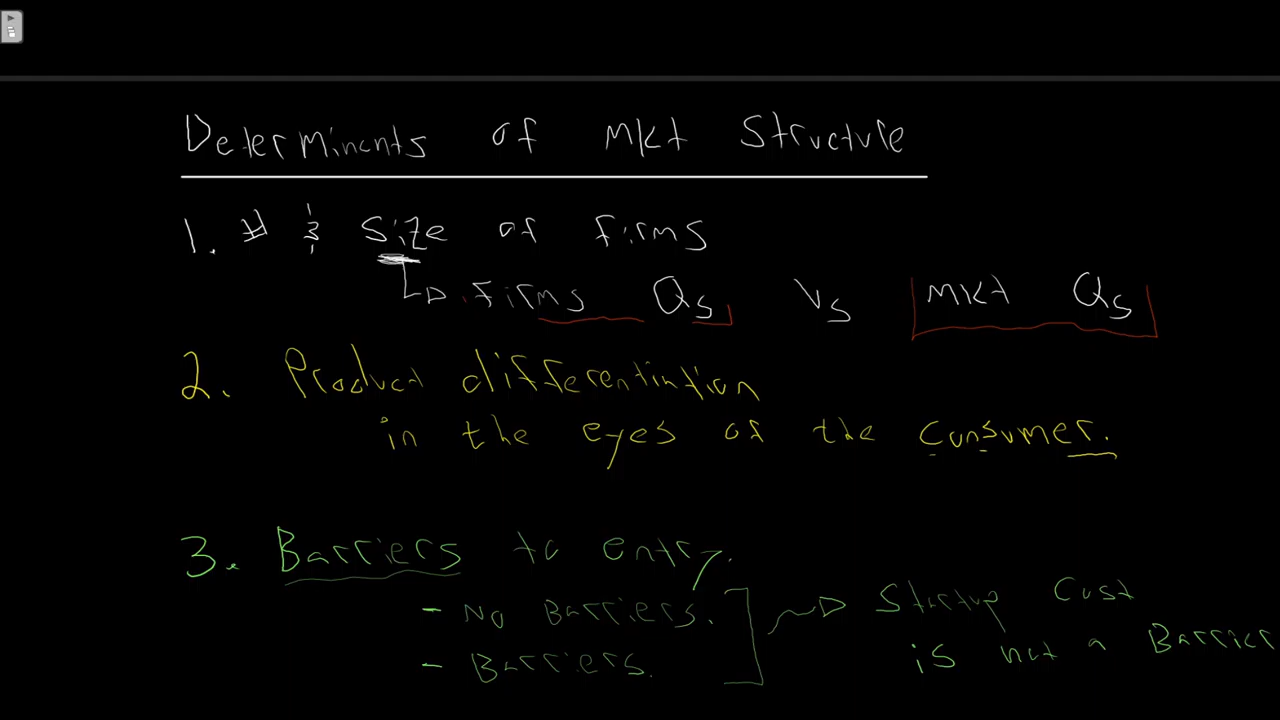 Determinants of Mkt Structure
1. # & Size of firms
firms Qs Vs Mkt Qs
2. Product differentiation
in the eyes of the Consumer.
3. Barriers to entry.
- No Barriers.
- Barriers.
Startup Cost
is not a Barrier